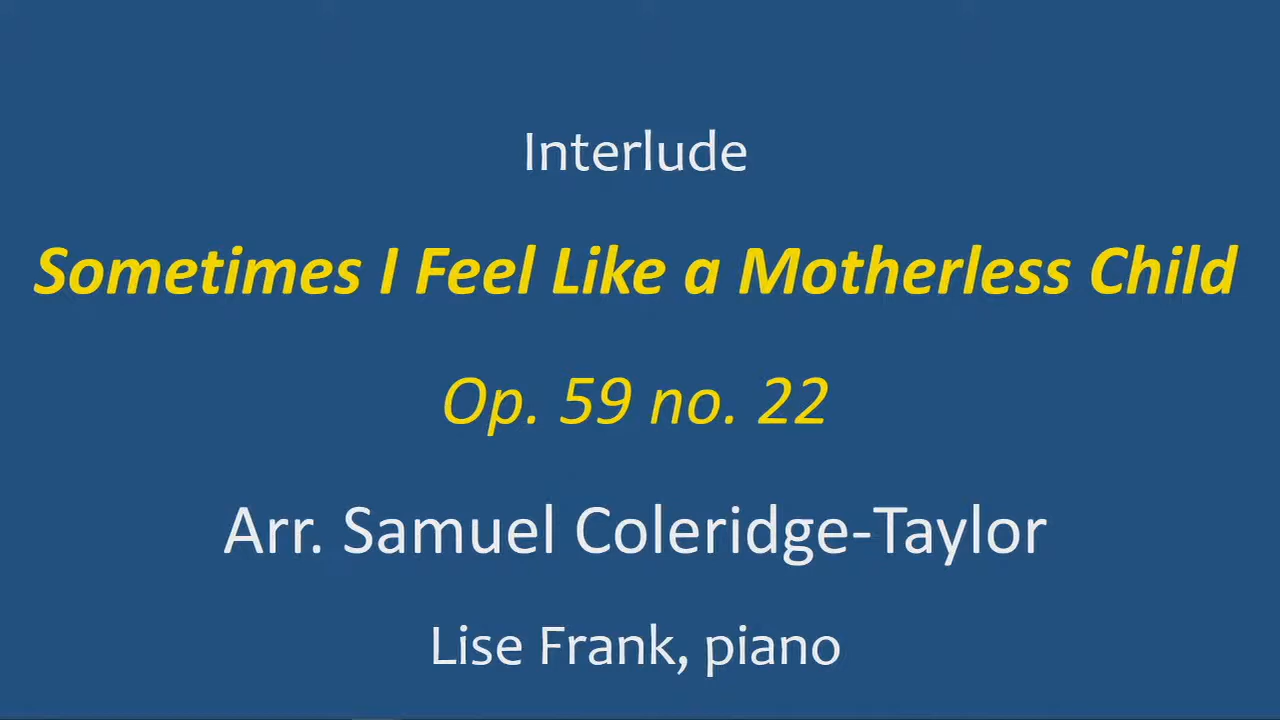 Interlude
Sometimes I Feel Like a Motherless Child
Op. 59 no. 22
Arr. Samuel Coleridge-Taylor
Lise Frank, piano